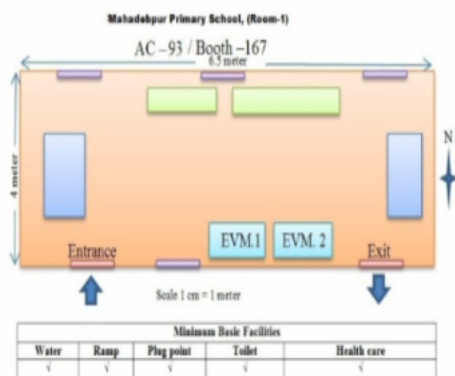 Mahadebpur Primary School, (Room-1)
AC –93 / Booth –167
6.5 meter
4 meter
N
EVM.1 EVM. 2
Entrance Exit
Scale 1 cm = 1 meter
Minimum Basic Facilities
Water Ramp Plug point Toilet Health care
√ √ √ √ √